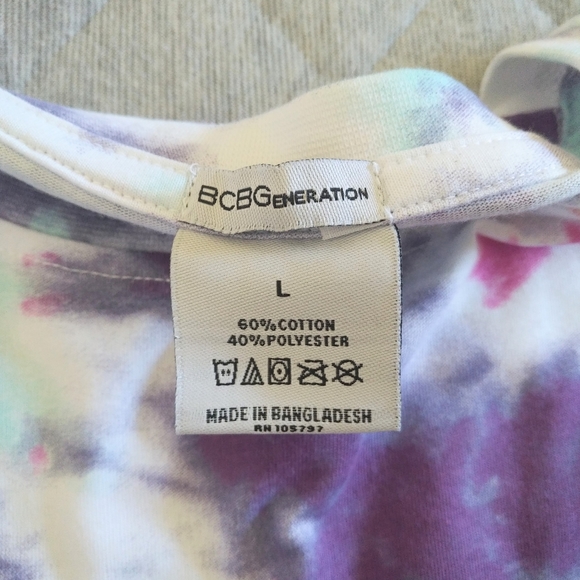 BCBGENERATION
L
60%COTTON
40%POLYESTER
MADE IN BANGLADESH
RN 105797